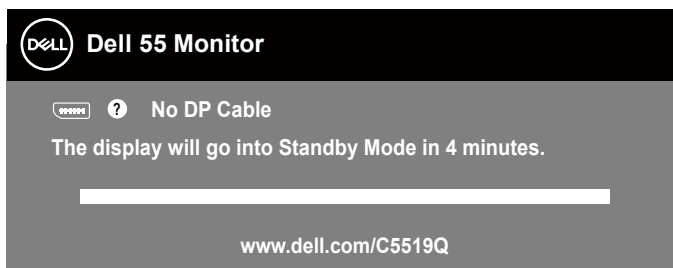 DELL Dell 55 Monitor
? No DP Cable
The display will go into Standby Mode in 4 minutes.
www.dell.com/C5519Q